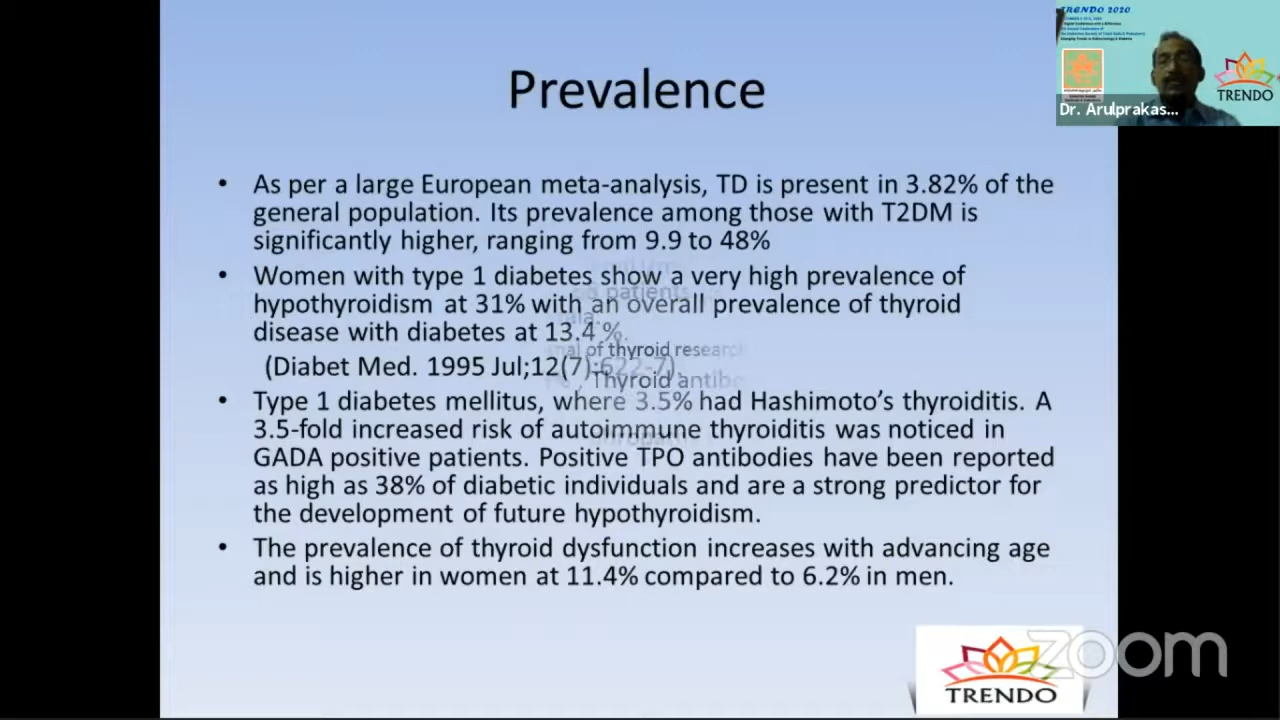 Prevalence
• As per a large European meta-analysis, TD is present in 3.82% of the
general population. Its prevalence among those with T2DM is
significantly higher, ranging from 9.9 to 48%
• Women with type 1 diabetes show a very high prevalence of
hypothyroidism at 31% with an overall prevalence of thyroid
disease with diabetes at 13.4 %.
(Diabet Med. 1995 Jul;12(7):622-7).
• Type 1 diabetes mellitus, where 3.5% had Hashimoto’s thyroiditis. A
3.5-fold increased risk of autoimmune thyroiditis was noticed in
GADA positive patients. Positive TPO antibodies have been reported
as high as 38% of diabetic individuals and are a strong predictor for
the development of future hypothyroidism.
• The prevalence of thyroid dysfunction increases with advancing age
and is higher in women at 11.4% compared to 6.2% in men.
patients
of thyroid research
Thyroid
TRENDO 2020
TRENDO
Dr. Arulprakas...
TRENDO
zoom